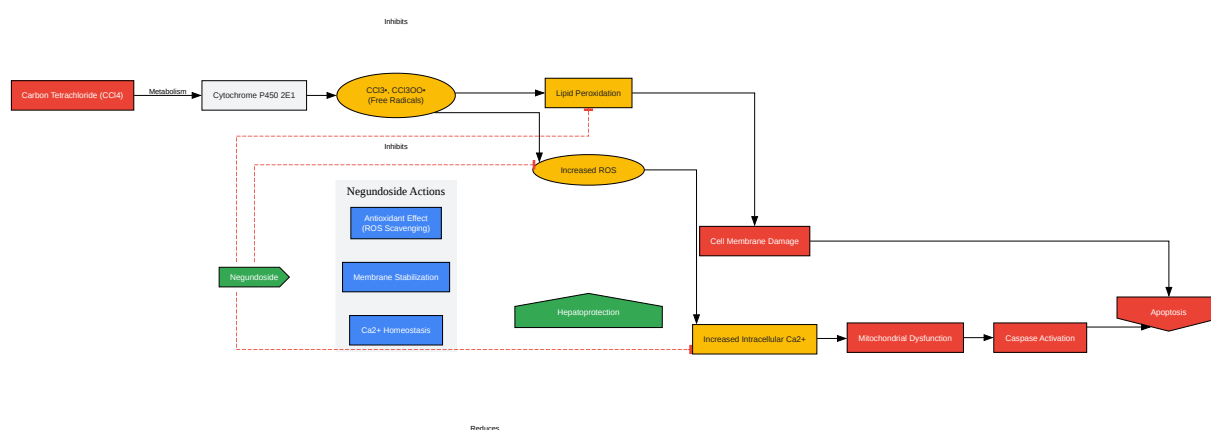 Inhibits
Carbon Tetrachloride (CCl4)
Metabolism
Cytochrome P450 2E1
CCl3•, CCl3OO•
(Free Radicals)
Lipid Peroxidation
Inhibits
Increased ROS
Negundoside Actions
Antioxidant Effect
(ROS Scavenging)
Cell Membrane Damage
Negundoside
Membrane Stabilization
Hepatoprotection
Apoptosis
Ca2+ Homeostasis
Increased Intracellular Ca2+
Mitochondrial Dysfunction
Caspase Activation
Reduces